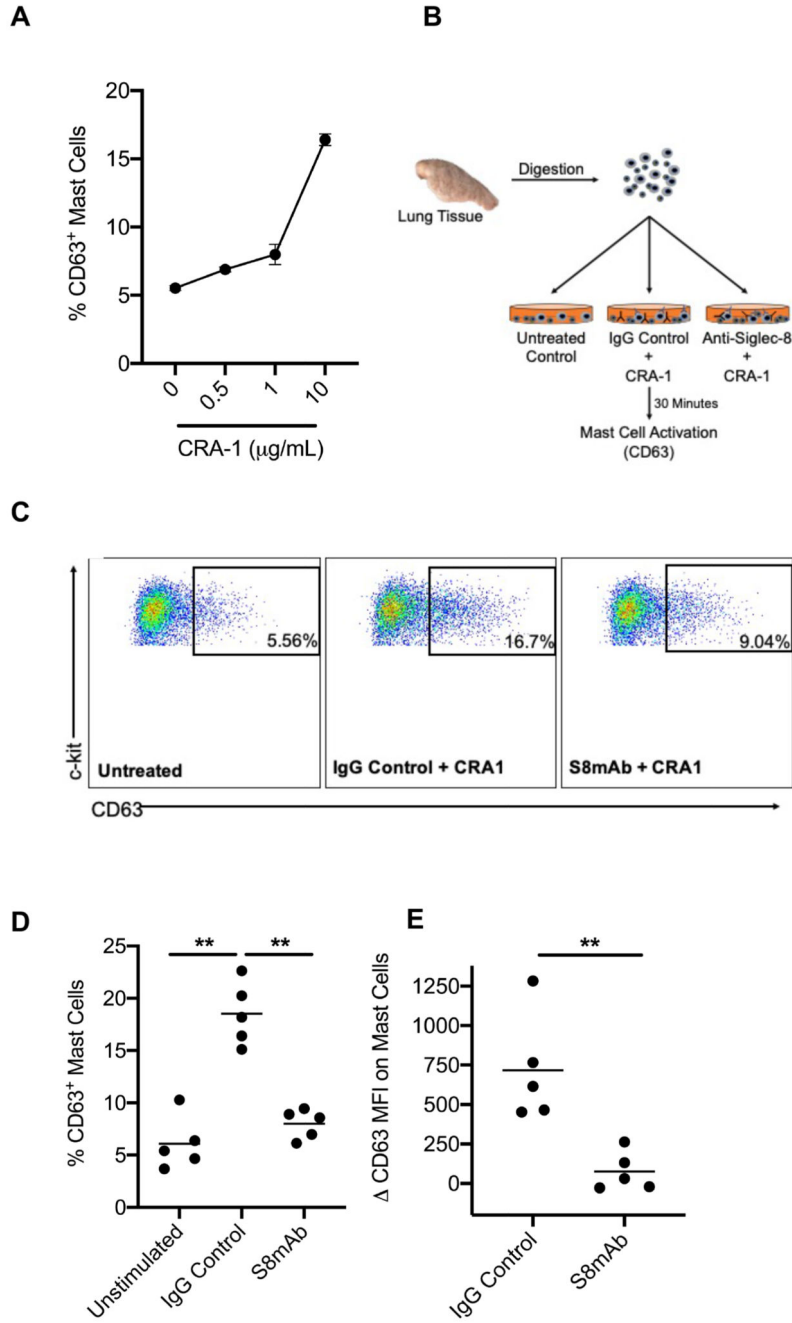 A
% CD63+ Mast Cells
20
15
10
5
0
0
0.5
1
10
CRA-1 (μg/mL)
B
Digestion
Lung Tissue
Untreated
Control
IgG Control
+
CRA-1
Anti-Siglec-8
+
CRA-1
30 Minutes
Mast Cell Activation
(CD63)
C
c-kit
5.56%
Untreated
16.7%
IgG Control + CRA1
9.04%
S8mAb + CRA1
CD63
D
% CD63+ Mast Cells
25
20
15
10
5
0
**
**
Unstimulated
IgG Control
S8mAb
E
Δ CD63 MFI on Mast Cells
1250
1000
750
500
250
0
**
IgG Control
S8mAb